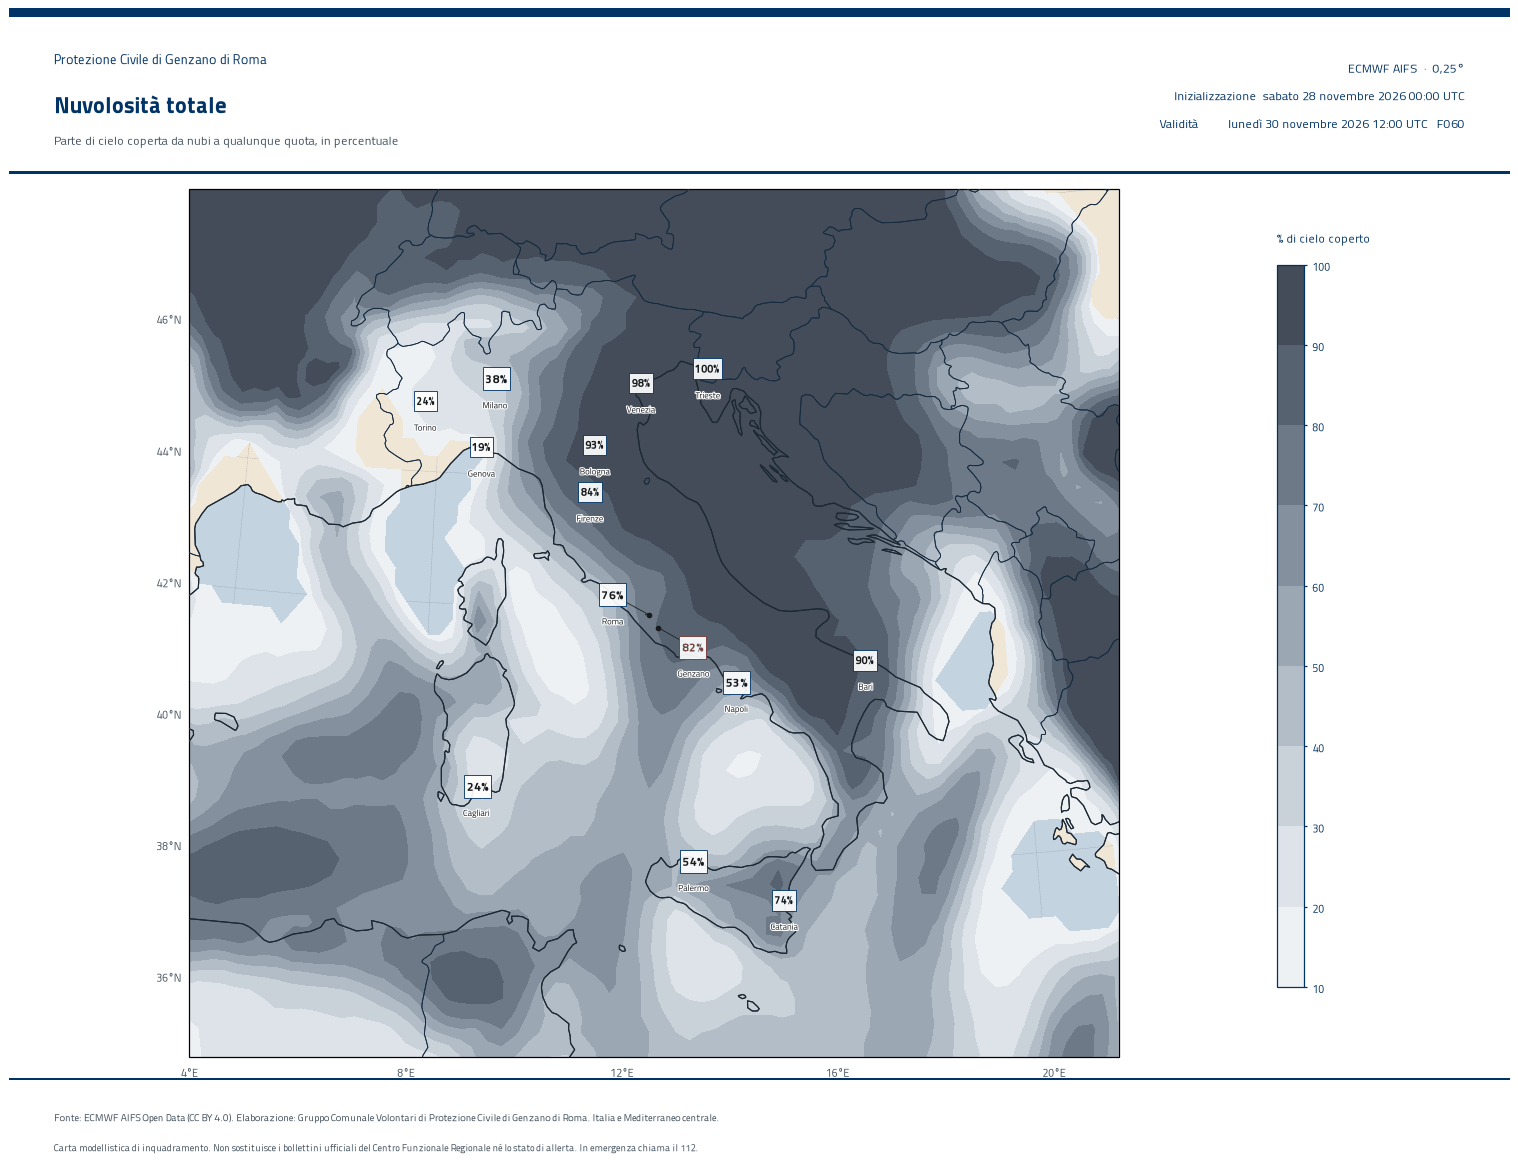 Protezione Civile di Genzano di Roma
Nuvolosità totale
Parte di cielo coperta da nubi a qualunque quota, in percentuale
ECMWF AIFS · 0,25°
Inizializzazione sabato 28 novembre 2026 00:00 UTC
Validità lunedì 30 novembre 2026 12:00 UTC F060
% di cielo coperto
100
90
80
70
60
50
40
30
20
10
46°N
44°N
42°N
40°N
38°N
36°N
4°E
8°E
12°E
16°E
20°E
100%
Trieste
98%
Venezia
38%
Milano
24%
Torino
93%
Bologna
19%
Genova
84%
Firenze
76%
Roma
82%
Genzano
90%
Bari
53%
Napoli
24%
Cagliari
54%
Palermo
74%
Catania
Fonte: ECMWF AIFS Open Data (CC BY 4.0). Elaborazione: Gruppo Comunale Volontari di Protezione Civile di Genzano di Roma. Italia e Mediterraneo centrale.
Carta modellistica di inquadramento. Non sostituisce i bollettini ufficiali del Centro Funzionale Regionale né lo stato di allerta. In emergenza chiama il 112.